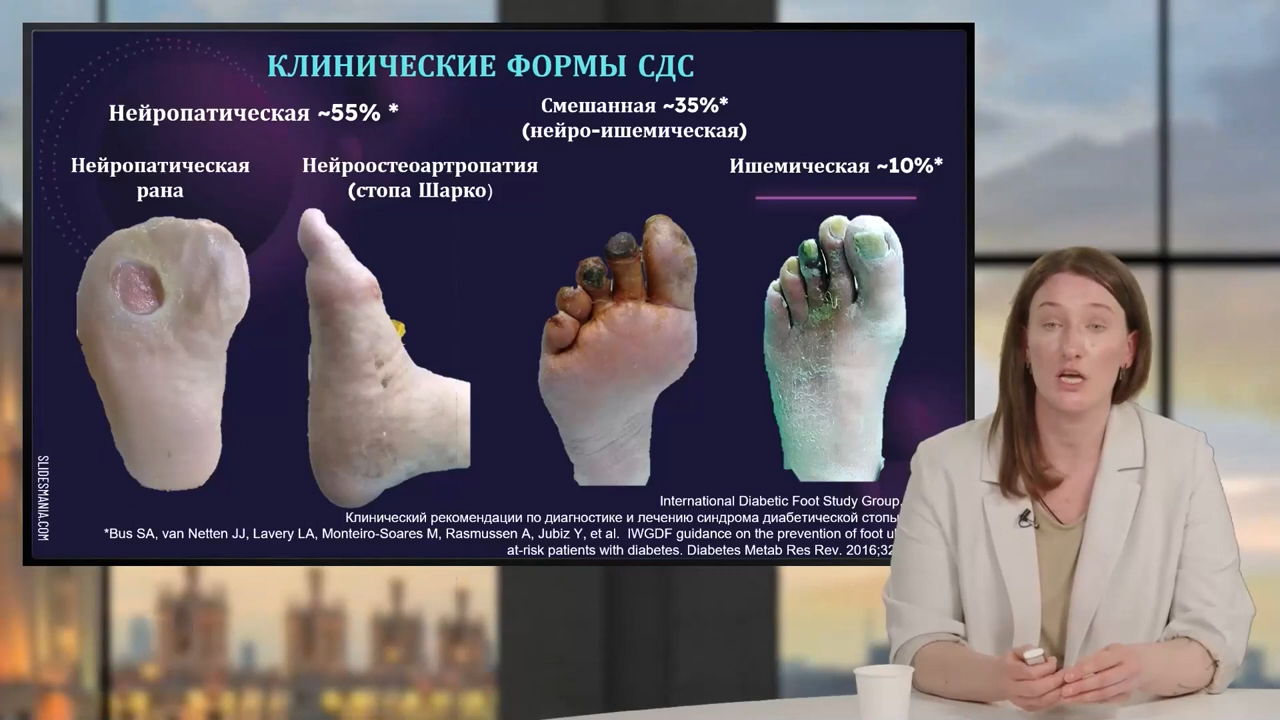 КЛИНИЧЕСКИЕ ФОРМЫ СДС
Нейропатическая ~55% *
Смешанная ~35%*
(нейро-ишемическая)
Нейропатическая
рана
Нейроостеоартропатия
(стопа Шарко)
Ишемическая ~10%*
SLIDESMANIA.COM
International Diabetic Foot Study Group.
Клинический рекомендации по диагностике и лечению синдрома диабетической стопы
*Bus SA, van Netten JJ, Lavery LA, Monteiro-Soares M, Rasmussen A, Jubiz Y, et al. IWGDF guidance on the prevention of foot
at-risk patients with diabetes. Diabetes Metab Res Rev. 2016;32